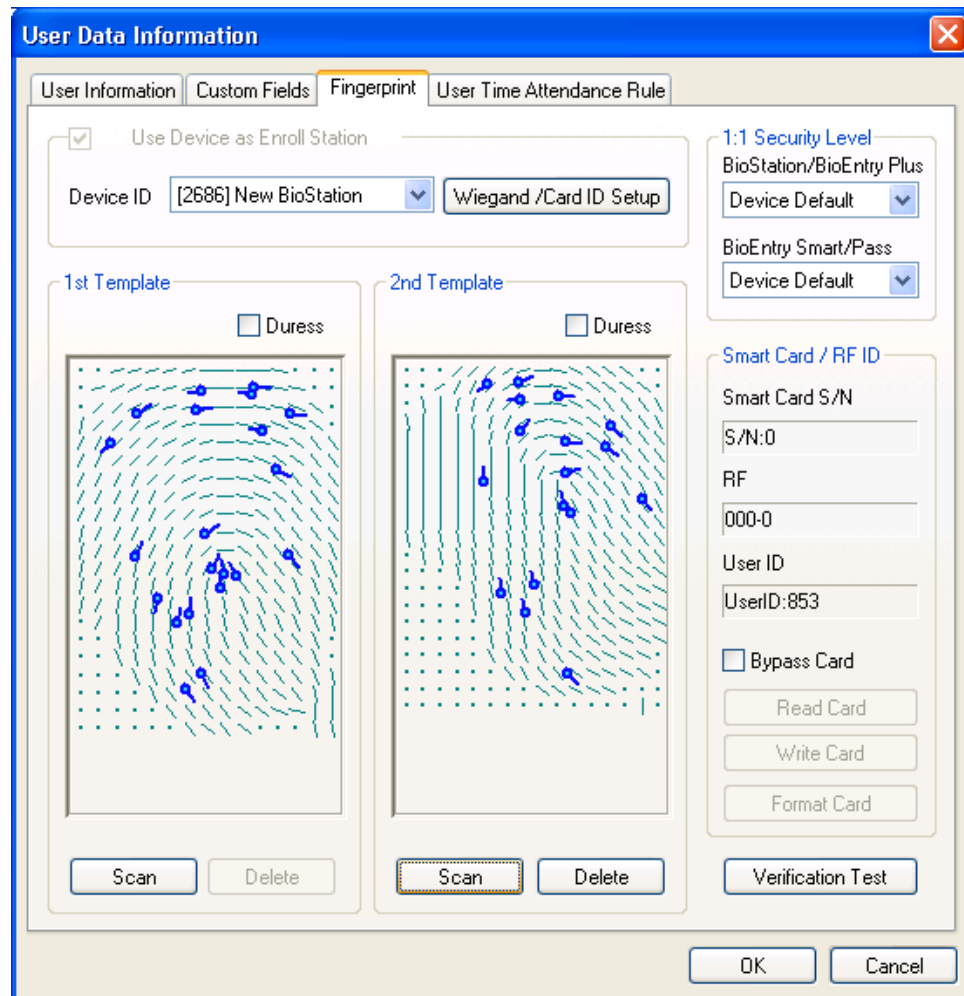 User Data Information
User Information
Custom Fields
Fingerprint
User Time Attendance Rule
Use Device as Enroll Station
Device ID
[2686] New BioStation
Wiegand /Card ID Setup
1:1 Security Level
BioStation/BioEntry Plus
Device Default
BioEntry Smart/Pass
Device Default
1st Template
Duress
Scan
Delete
2nd Template
Duress
Scan
Delete
Smart Card / RF ID
Smart Card S/N
S/N:0
RF
000-0
User ID
UserID:853
Bypass Card
Read Card
Write Card
Format Card
Verification Test
OK
Cancel